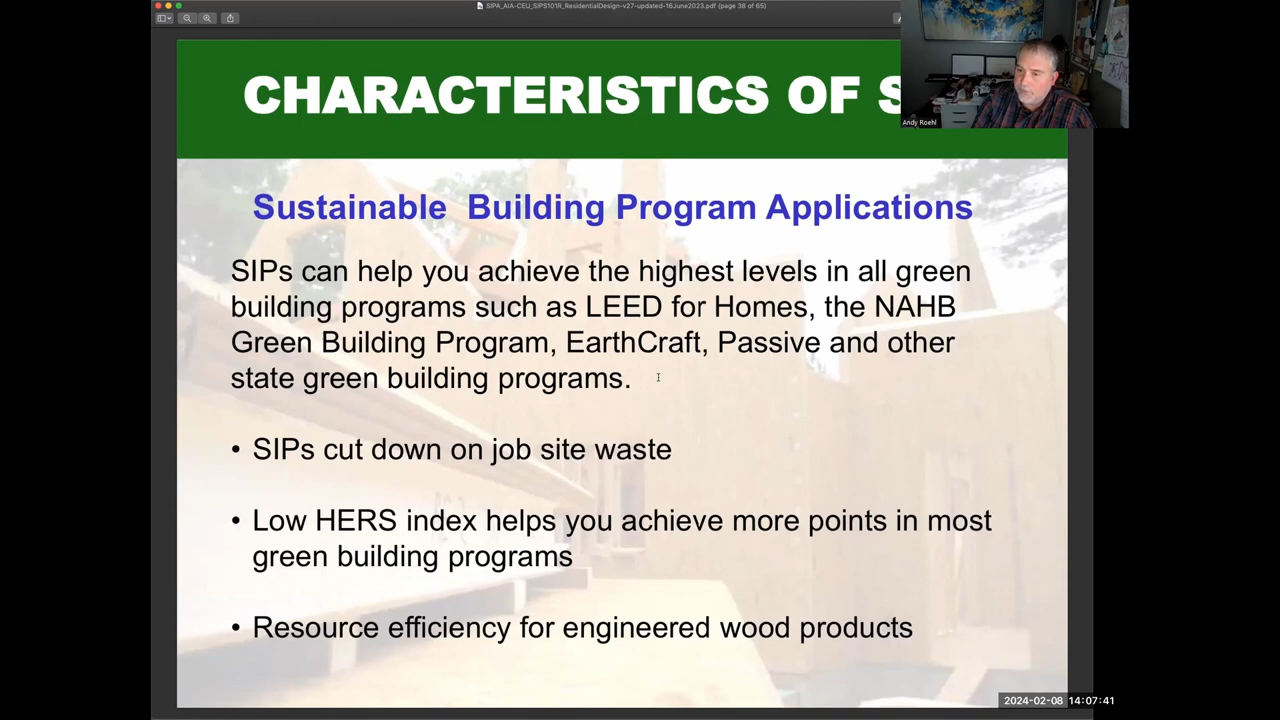 SIPA_AIA-CEU_SIPS101R_ResidentialDesign-v27-updated-16June2023.pdf (page 38 of 65)
CHARACTERISTICS OF S
Andy Roehl
Sustainable Building Program Applications
SIPs can help you achieve the highest levels in all green
building programs such as LEED for Homes, the NAHB
Green Building Program, EarthCraft, Passive and other
state green building programs.
• SIPs cut down on job site waste
• Low HERS index helps you achieve more points in most
green building programs
• Resource efficiency for engineered wood products
2024-02-08 14:07:41